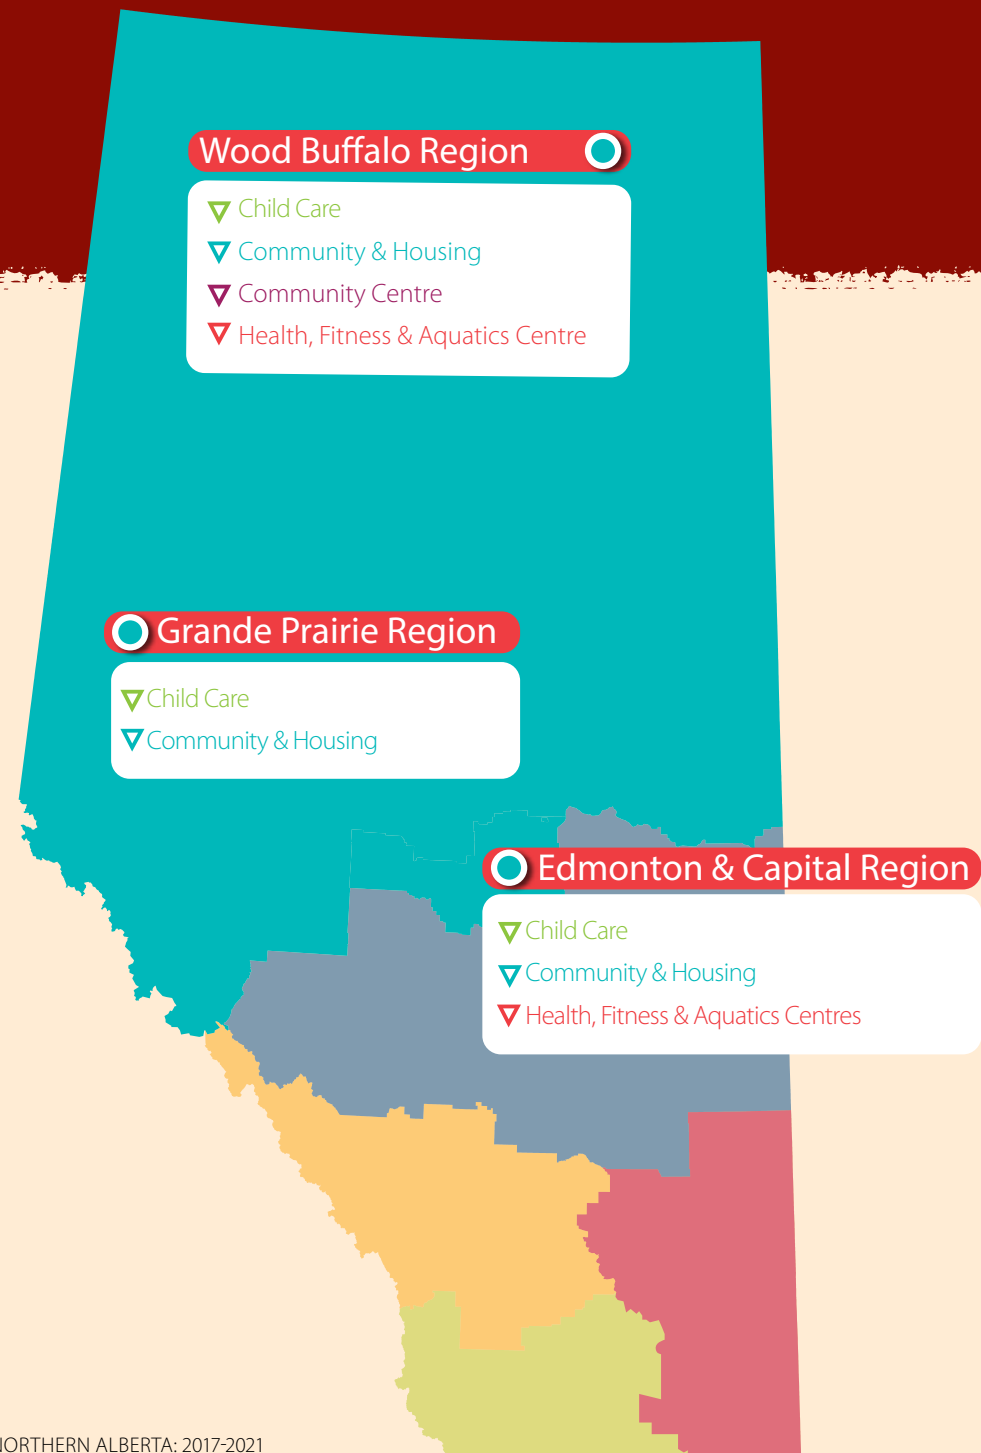 Wood Buffalo Region
Child Care
Community & Housing
Community Centre
Health, Fitness & Aquatics Centre
Grande Prairie Region
Child Care
Community & Housing
Edmonton & Capital Region
Child Care
Community & Housing
Health, Fitness & Aquatics Centres
NORTHERN ALBERTA: 2017-2021